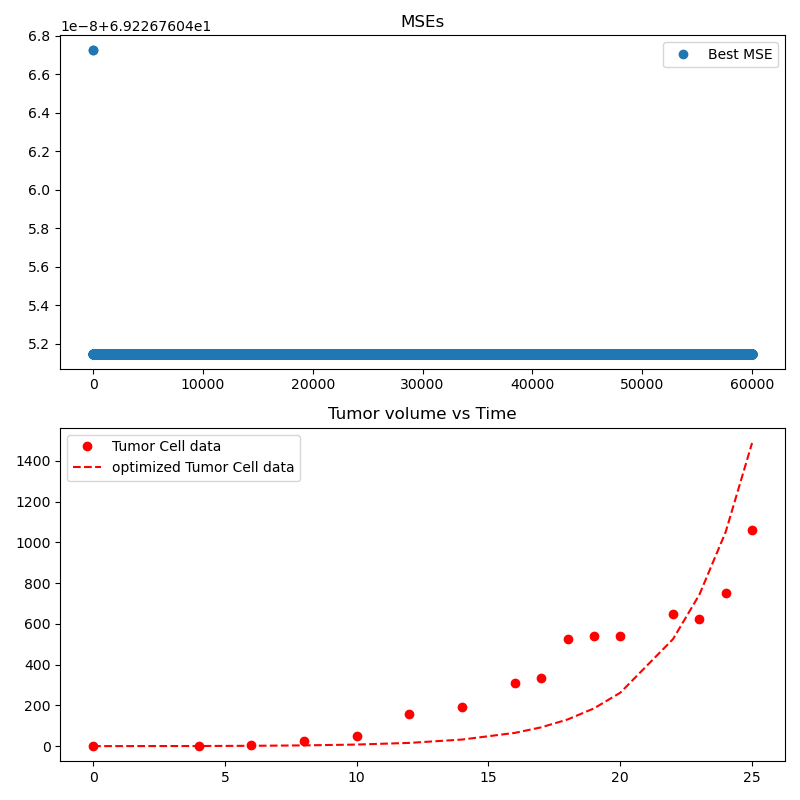 MSEs
1e−8+6.92267604e1
6.8
6.6
6.4
6.2
6.0
5.8
5.6
5.4
5.2
Best MSE
0 10000 20000 30000 40000 50000 60000
Tumor volume vs Time
Tumor Cell data
optimized Tumor Cell data
1400
1200
1000
800
600
400
200
0
0 5 10 15 20 25